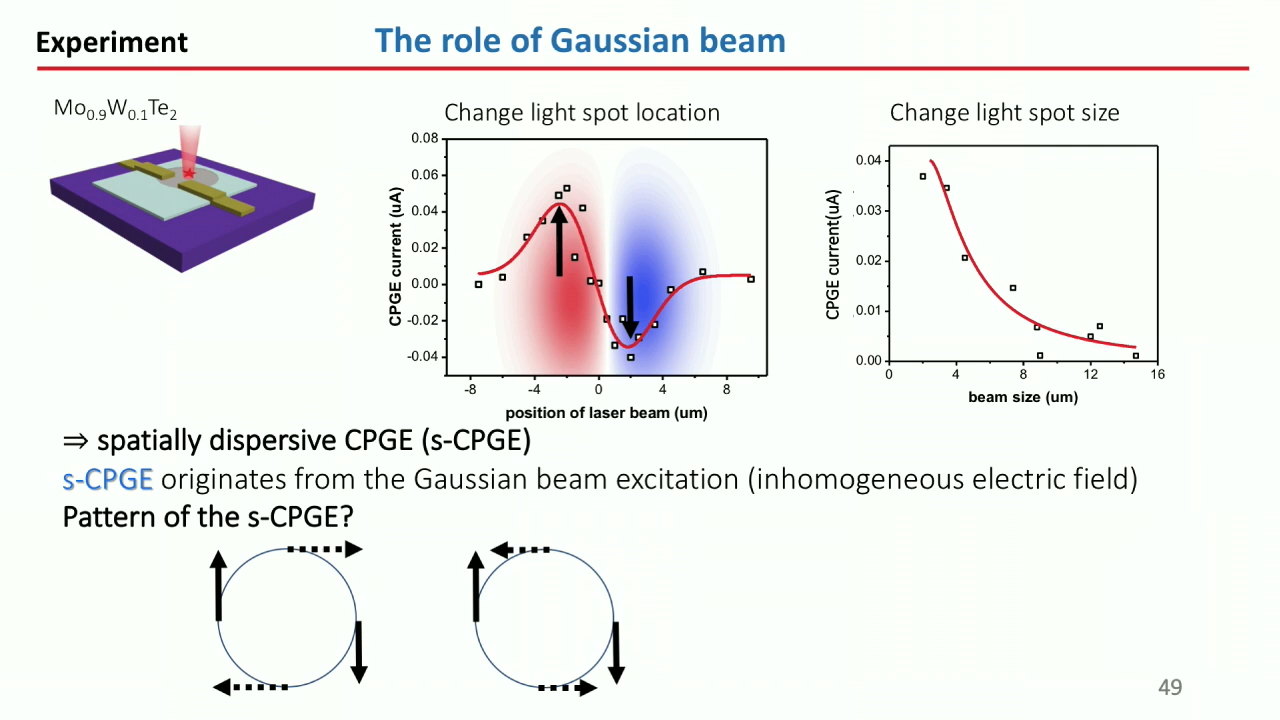 Experiment
The role of Gaussian beam
Mo0.9W0.1Te2
Change light spot location
0.08
0.06
0.04
0.02
0.00
-0.02
-0.04
CPGE current (uA)
-8 -4 0 4 8
position of laser beam (um)
Change light spot size
0.04
0.03
0.02
0.01
0.00
CPGE current(uA)
0 4 8 12 16
beam size (um)
⇒ spatially dispersive CPGE (s-CPGE)
s-CPGE originates from the Gaussian beam excitation (inhomogeneous electric field)
Pattern of the s-CPGE?
49